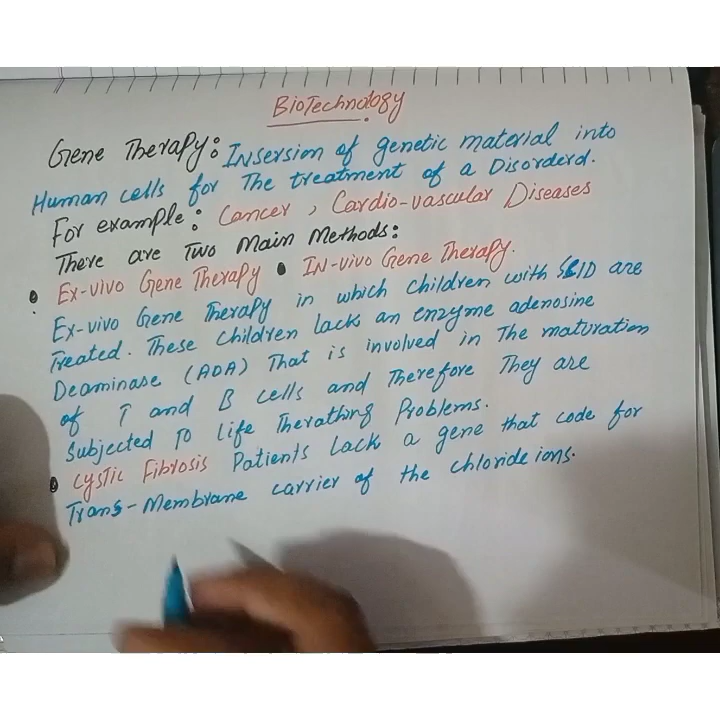 BioTechnology
Gene Therapy: Insersion of genetic material into
Human cells for The treatment of a Disorderd.
For example: Cancer, Cardio-vascular Diseases
There are Two Main Methods:
• Ex-vivo Gene Therapy • IN-vivo Gene Therapy.
Ex-vivo Gene Therapy in which children with SCID are
Treated. These children lack an enzyme adenosine
Deaminase (ADA) That is involved in The maturation
of T and B cells and Therefore They are
Subjected To life Therathing Problems.
• Cystic Fibrosis Patients Lack a gene that code for
Trans-Membrane carrier of the chloride ions.